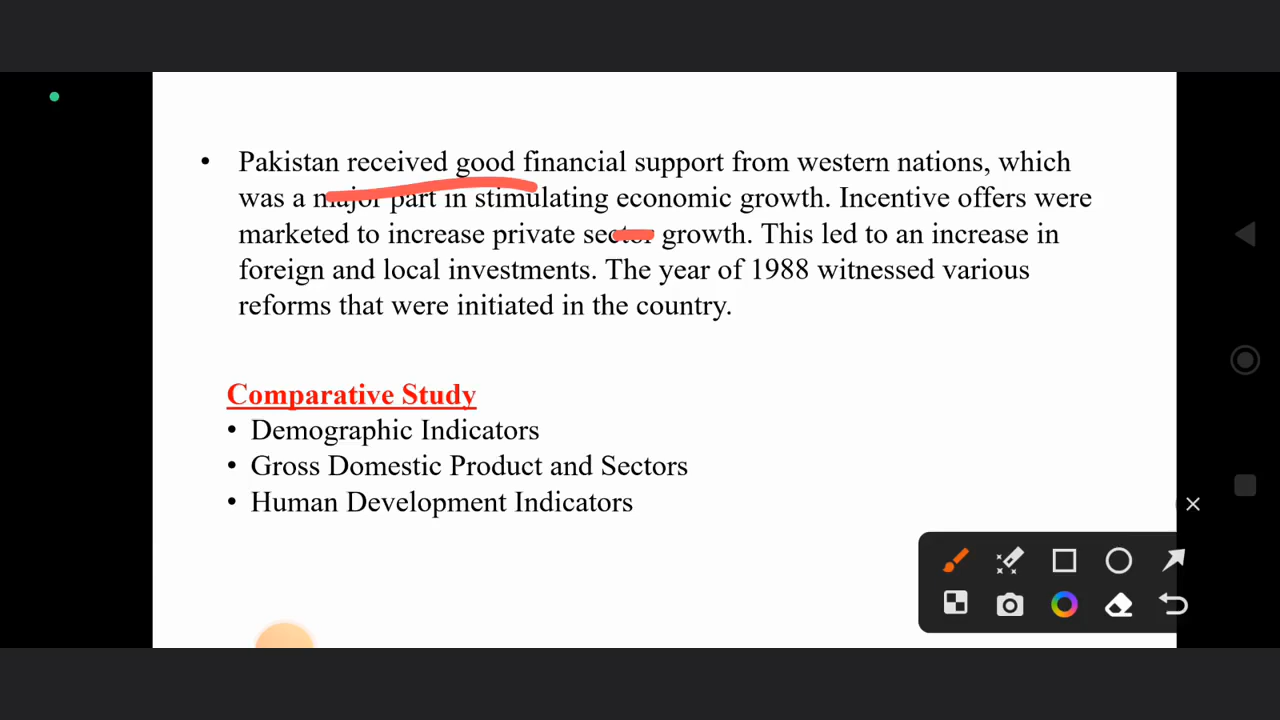 • Pakistan received good financial support from western nations, which
was a major part in stimulating economic growth. Incentive offers were
marketed to increase private sector growth. This led to an increase in
foreign and local investments. The year of 1988 witnessed various
reforms that were initiated in the country.
Comparative Study
• Demographic Indicators
• Gross Domestic Product and Sectors
• Human Development Indicators